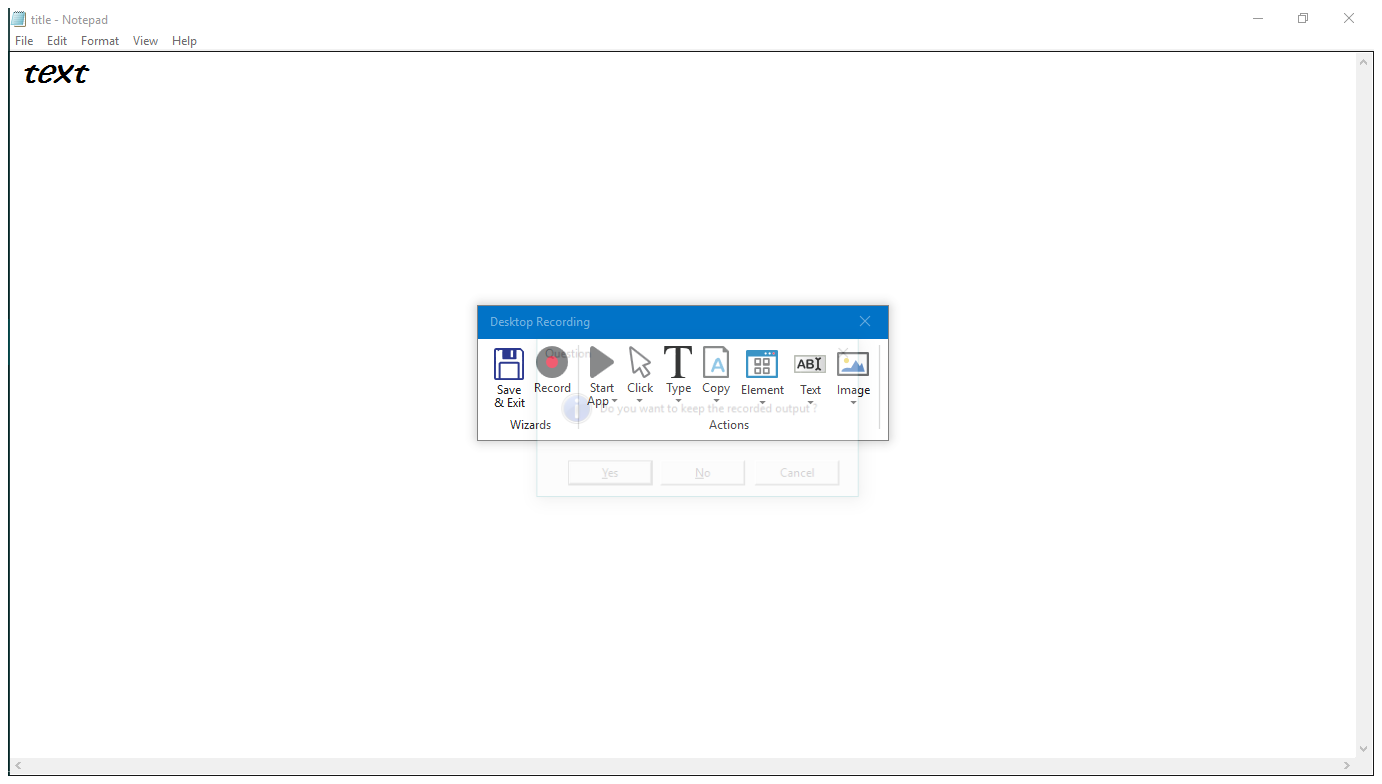 title - Notepad
File Edit Format View Help
text
Desktop Recording
Question
Save & Exit
Record
Start App
Click
Type
Copy
Element
ABI
Text
Image
Do you want to keep the recorded output ?
Wizards
Actions
Yes No Cancel